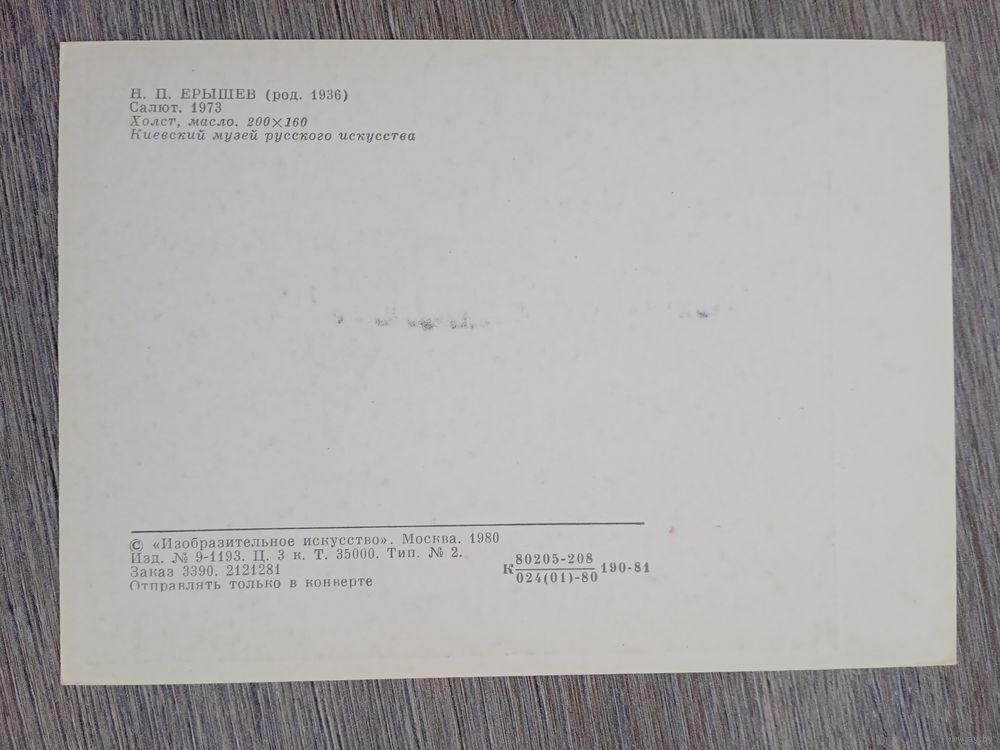 Н. П. ЕРЫШЕВ (род. 1936)
Салют. 1973
Холст, масло. 200×160
Киевский музей русского искусства
© «Изобразительное искусство». Москва. 1980
Изд. № 9-1193. Ц. 3 к. Т. 35000. Тип. № 2.
Заказ 3390. 2121281
Отправлять только в конверте
К 80205-208 190-81
024(01)-80